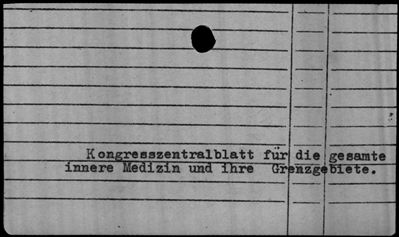 Kongresszentralblatt für die gesamte
innere Medizin und ihre Grenzgebiete.